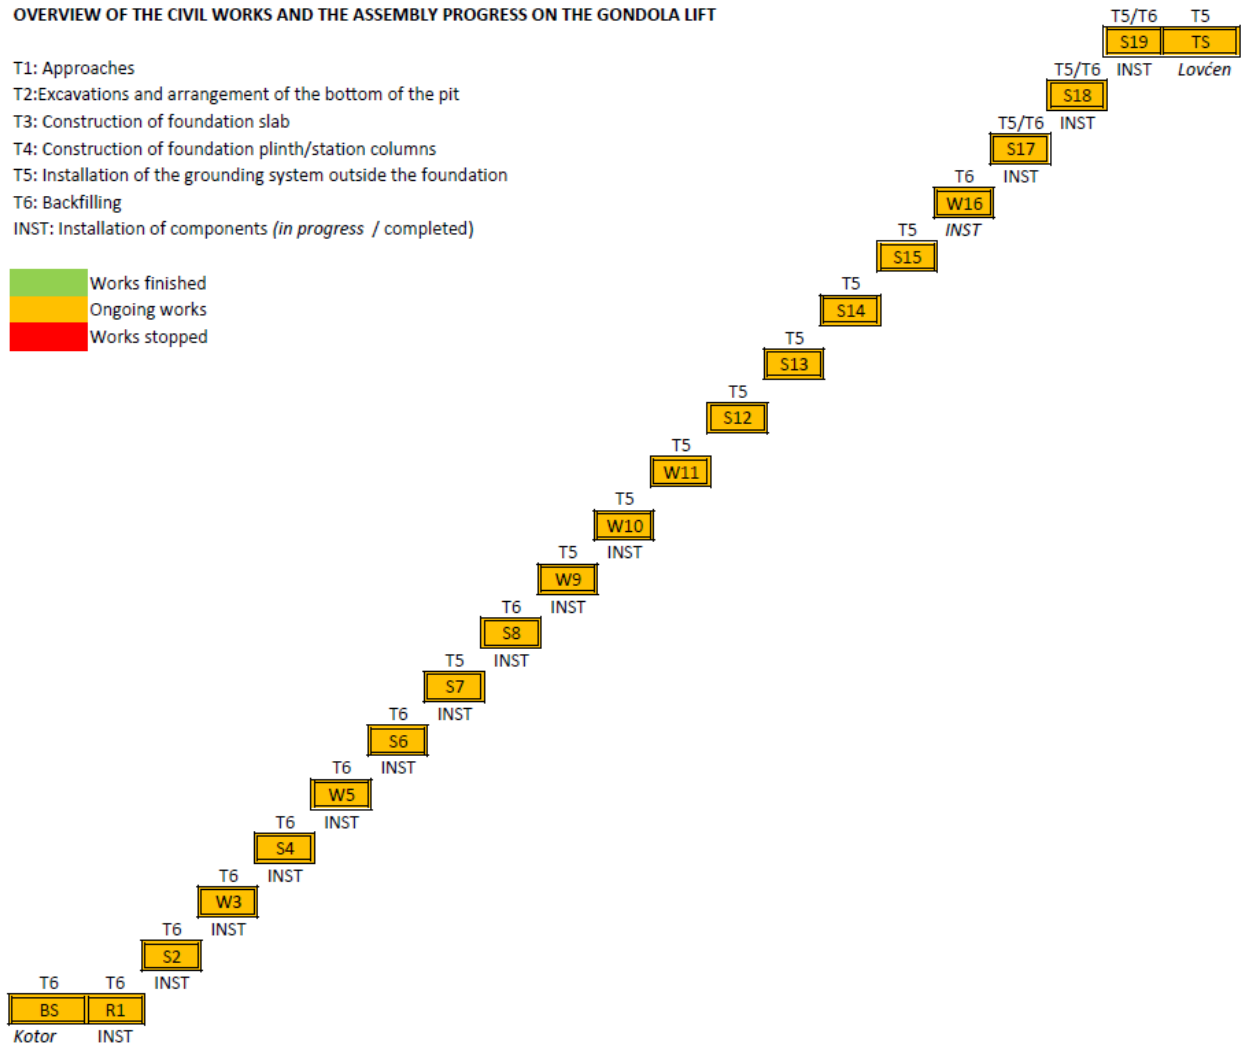 OVERVIEW OF THE CIVIL WORKS AND THE ASSEMBLY PROGRESS ON THE GONDOLA LIFT
T1: Approaches
T2:Excavations and arrangement of the bottom of the pit
T3: Construction of foundation slab
T4: Construction of foundation plinth/station columns
T5: Installation of the grounding system outside the foundation
T6: Backfilling
INST: Installation of components (in progress / completed)
Works finished
Ongoing works
Works stopped
T5/T6 T5
S19 TS
INST Lovćen
T5/T6
S18
INST
T5/T6
S17
INST
T6
W16
INST
T5
S15
T5
S14
T5
S13
T5
S12
T5
W11
T5
W10
INST
T5
W9
INST
T6
S8
INST
T5
S7
INST
T6
S6
INST
T6
W5
INST
T6
S4
INST
T6
W3
INST
T6
S2
INST
T6 T6
BS R1
Kotor INST